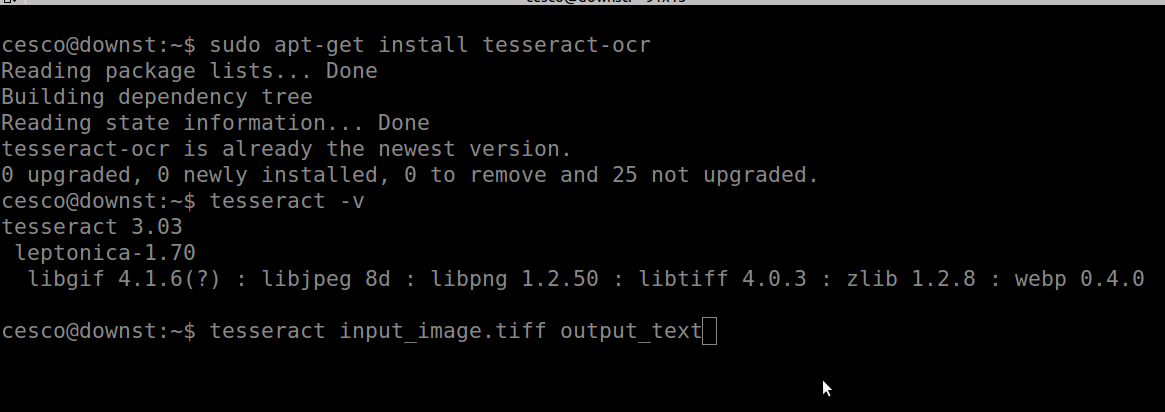 cesco@downst:~$ sudo apt-get install tesseract-ocr
Reading package lists... Done
Building dependency tree
Reading state information... Done
tesseract-ocr is already the newest version.
0 upgraded, 0 newly installed, 0 to remove and 25 not upgraded.
cesco@downst:~$ tesseract -v
tesseract 3.03
 leptonica-1.70
  libgif 4.1.6(?) : libjpeg 8d : libpng 1.2.50 : libtiff 4.0.3 : zlib 1.2.8 : webp 0.4.0
cesco@downst:~$ tesseract input_image.tiff output_text